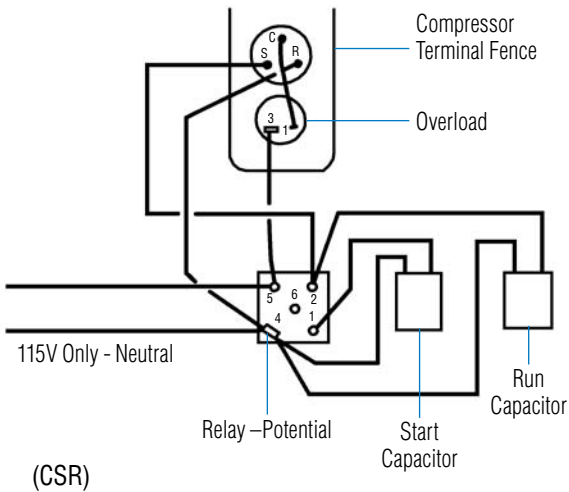 Compressor
Terminal Fence
C
S
R
Overload
3
1
5
6
2
4
1
115V Only - Neutral
Relay –Potential
Start
Capacitor
Run
Capacitor
(CSR)